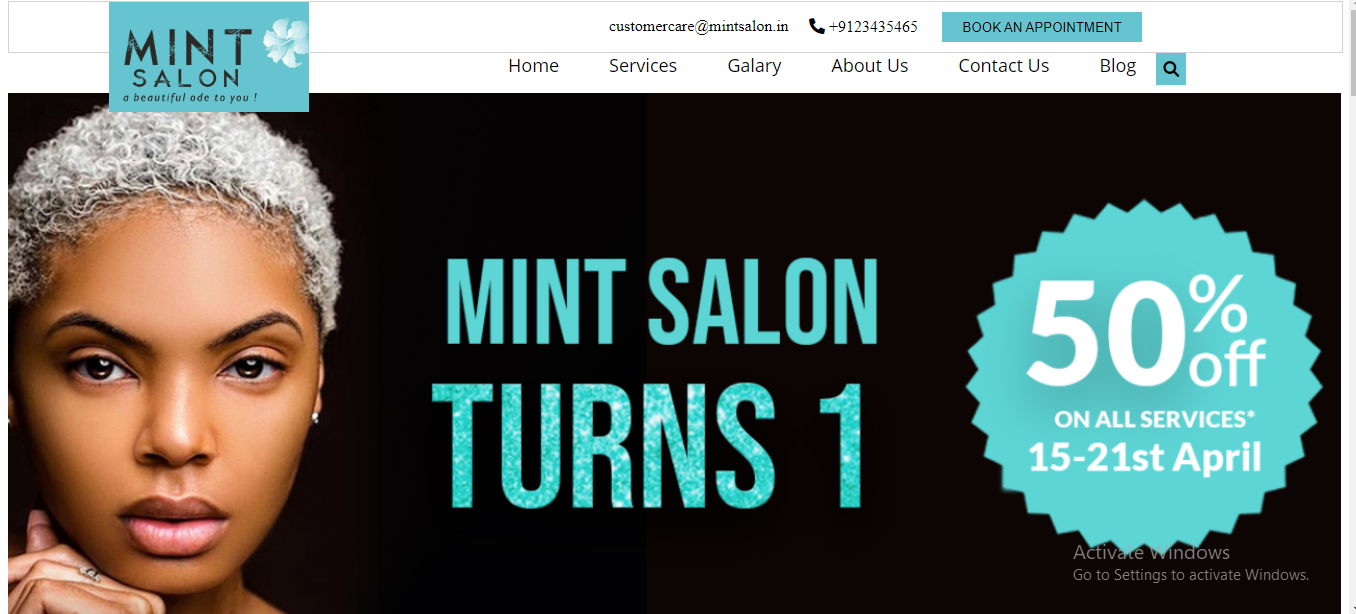 MINT
SALON
a beautiful ode to you !
customercare@mintsalon.in
+9123435465
BOOK AN APPOINTMENT
Home
Services
Galary
About Us
Contact Us
Blog
MINT SALON
TURNS 1
50%
off
ON ALL SERVICES*
15-21st April
Activate Windows
Go to Settings to activate Windows.